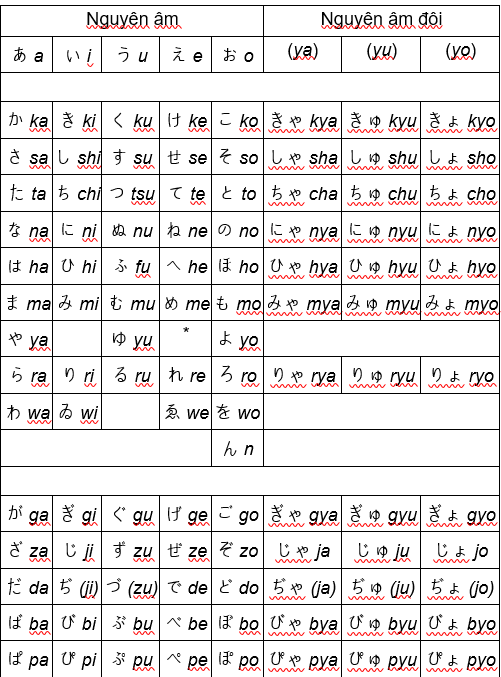 Nguyên âm Nguyên âm đôi
あ a い i う u え e お o (ya) (yu) (yo)
か ka き ki く ku け ke こ ko きゃ kya きゅ kyu きょ kyo
さ sa し shi す su せ se そ so しゃ sha しゅ shu しょ sho
た ta ち chi つ tsu て te と to ちゃ cha ちゅ chu ちょ cho
な na に ni ぬ nu ね ne の no にゃ nya にゅ nyu にょ nyo
は ha ひ hi ふ fu へ he ほ ho ひゃ hya ひゅ hyu ひょ hyo
ま ma み mi む mu め me も mo みゃ mya みゅ myu みょ myo
や ya ゆ yu * よ yo
ら ra り ri る ru れ re ろ ro りゃ rya りゅ ryu りょ ryo
わ wa ゐ wi ゑ we を wo
ん n
が ga ぎ gi ぐ gu げ ge ご go ぎゃ gya ぎゅ gyu ぎょ gyo
ざ za じ ji ず zu ぜ ze ぞ zo じゃ ja じゅ ju じょ jo
だ da ぢ (ji) づ (zu) で de ど do ぢゃ (ja) ぢゅ (ju) ぢょ (jo)
ば ba び bi ぶ bu べ be ぼ bo びゃ bya びゅ byu びょ byo
ぱ pa ぴ pi ぷ pu ぺ pe ぽ po ぴゃ pya ぴゅ pyu ぴょ pyo